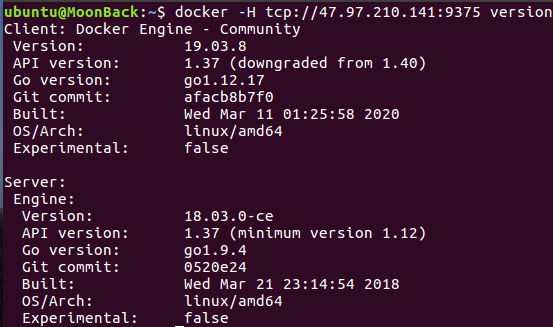 ubuntu@MoonBack:~$ docker -H tcp://47.97.210.141:9375 version
Client: Docker Engine - Community
 Version:           19.03.8
 API version:       1.37 (downgraded from 1.40)
 Go version:        go1.12.17
 Git commit:        afacb8b7f0
 Built:             Wed Mar 11 01:25:58 2020
 OS/Arch:           linux/amd64
 Experimental:      false

Server:
 Engine:
  Version:          18.03.0-ce
  API version:      1.37 (minimum version 1.12)
  Go version:       go1.9.4
  Git commit:       0520e24
  Built:            Wed Mar 21 23:14:54 2018
  OS/Arch:          linux/amd64
  Experimental:     false